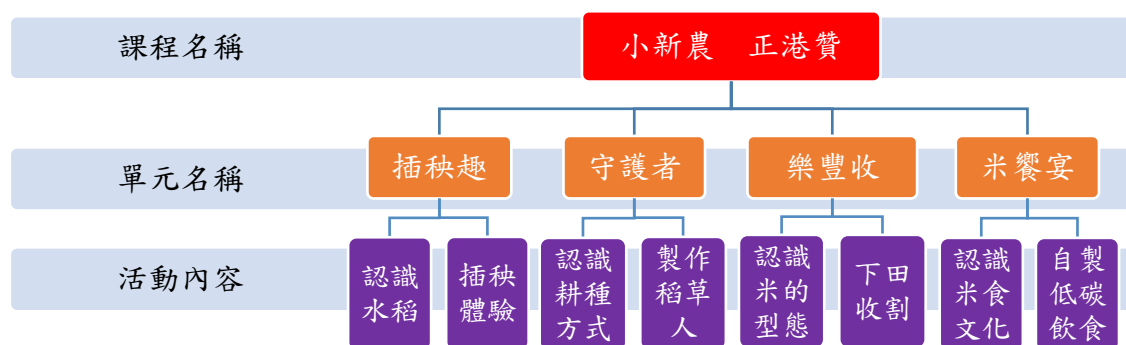 課程名稱
小新農　正港贊
單元名稱
插秧趣
守護者
樂豐收
米饗宴
活動內容
認識
水稻
插秧
體驗
認識
耕種
方式
製作
稻草
人
認識
米的
型態
下田
收割
認識
米食
文化
自製
低碳
飲食